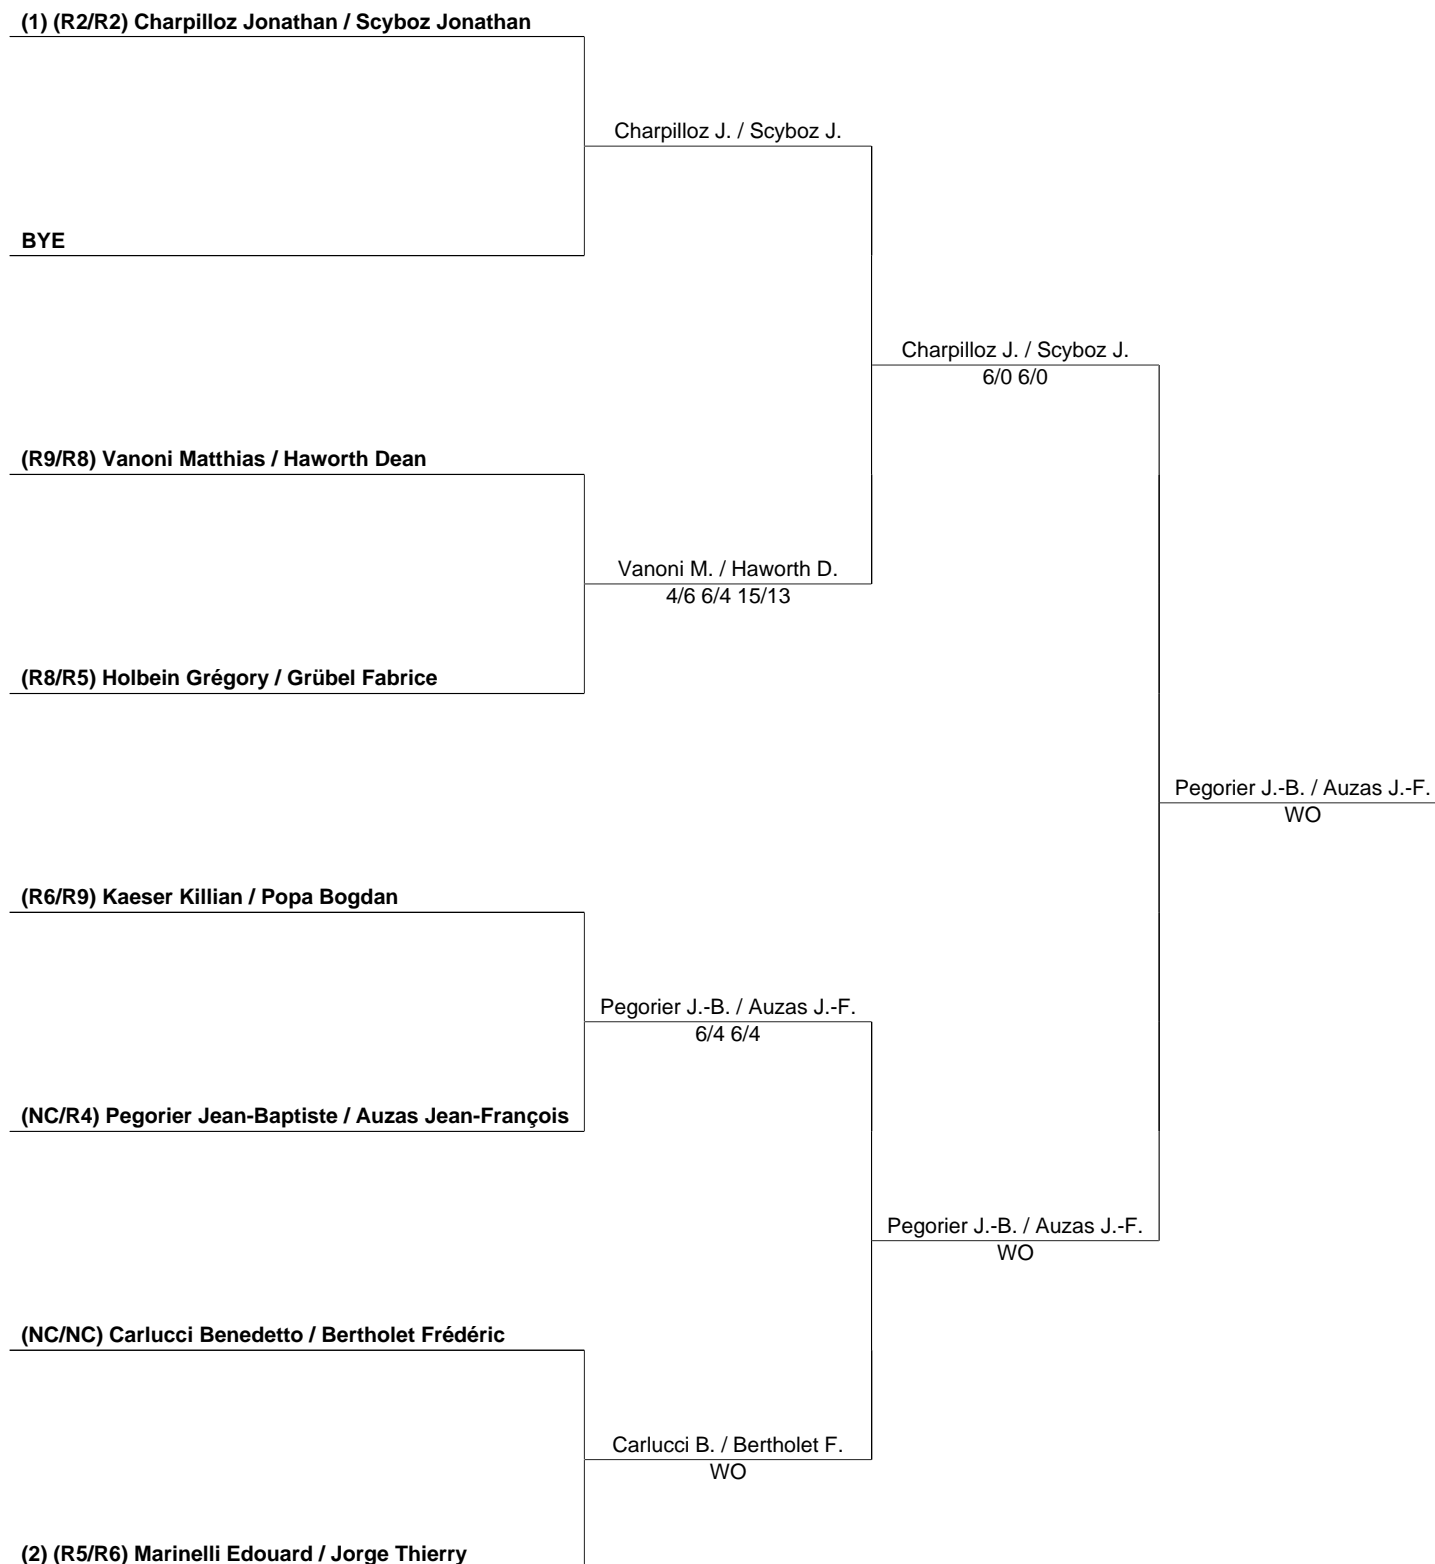 (1) (R2/R2) Charpilloz Jonathan / Scyboz Jonathan
Charpilloz J. / Scyboz J.
BYE
Charpilloz J. / Scyboz J.
6/0 6/0
(R9/R8) Vanoni Matthias / Haworth Dean
Vanoni M. / Haworth D.
4/6 6/4 15/13
(R8/R5) Holbein Grégory / Grübel Fabrice
Pegorier J.-B. / Auzas J.-F.
WO
(R6/R9) Kaeser Killian / Popa Bogdan
Pegorier J.-B. / Auzas J.-F.
6/4 6/4
(NC/R4) Pegorier Jean-Baptiste / Auzas Jean-François
Pegorier J.-B. / Auzas J.-F.
WO
(NC/NC) Carlucci Benedetto / Bertholet Frédéric
Carlucci B. / Bertholet F.
WO
(2) (R5/R6) Marinelli Edouard / Jorge Thierry